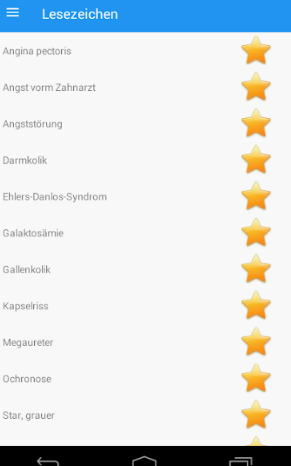 Lesezeichen
Angina pectoris
Angst vorm Zahnarzt
Angststörung
Darmkolik
Ehlers-Danlos-Syndrom
Galaktosämie
Gallenkolik
Kapselriss
Megaureter
Ochronose
Star, grauer